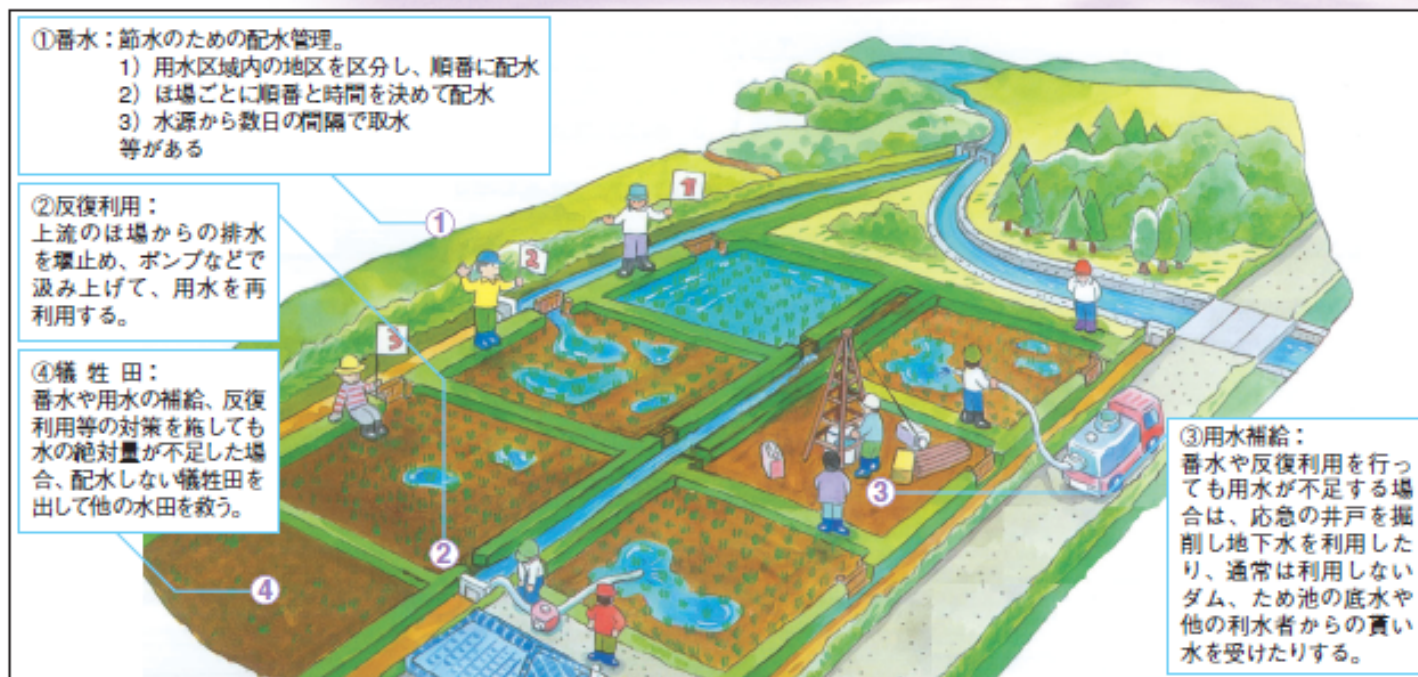 ①番水：節水のための配水管理。
1）用水区域内の地区を区分し、順番に配水
2）ほ場ごとに順番と時間を決めて配水
3）水源から数日の間隔で取水
等がある
②反復利用：
上流のほ場からの排水
を堰止め、ポンプなどで
汲み上げて、用水を再
利用する。
④犠 牲 田：
番水や用水の補給、反復
利用等の対策を施しても
水の絶対量が不足した場
合、配水しない犠牲田を
出して他の水田を救う。
①
1
2
3
②
③
④
③用水補給：
番水や反復利用を行っ
ても用水が不足する場
合は、応急の井戸を掘
削し地下水を利用した
り、通常は利用しない
ダム、ため池の底水や
他の利水者からの貰い
水を受けたりする。